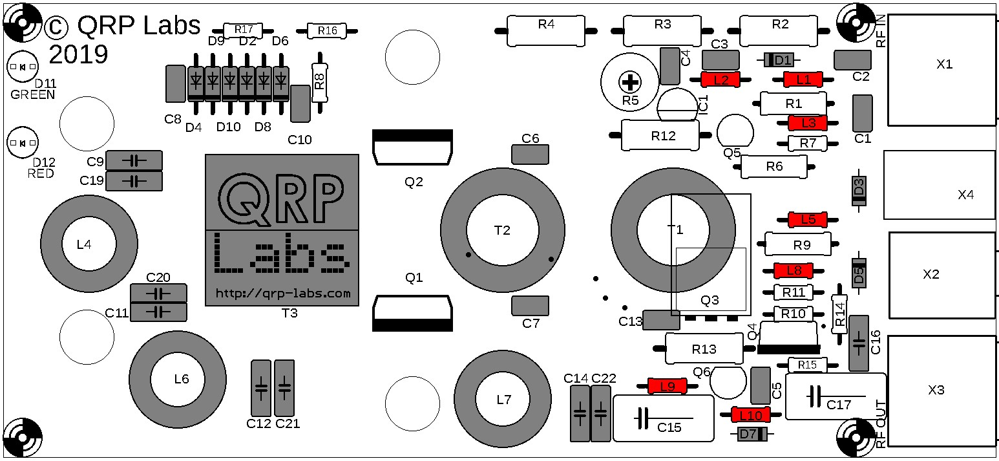 © QRP Labs
2019
R17
R16
D9
D2
D6
R4
R3
R2
RF IN
D11
GREEN
C8
D4
D10
D8
R8
C10
C4
C3
D1
C2
X1
L2
L1
R5
IC1
R1
L3
C1
R12
Q5
R7
R6
D12
RED
C9
C19
Q2
C6
D3
X4
QRP
Labs
http://qrp-labs.com
T3
L4
T2
T1
L5
R9
L8
D5
X2
C20
C11
Q1
C7
C13
Q3
R11
R10
R14
Q4
C16
R13
R15
L6
C12
C21
L7
C14
C22
L9
Q6
C5
C15
L10
D7
C17
X3
RF OUT